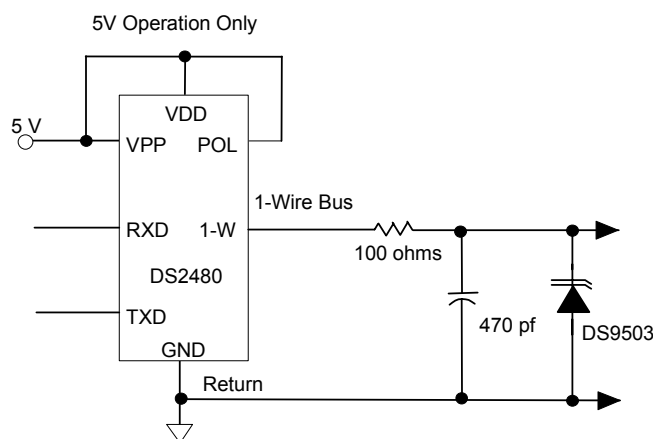 5V Operation Only
VDD
5 V
VPP
POL
1-Wire Bus
RXD
1-W
100 ohms
DS2480
TXD
470 pf
DS9503
GND
Return